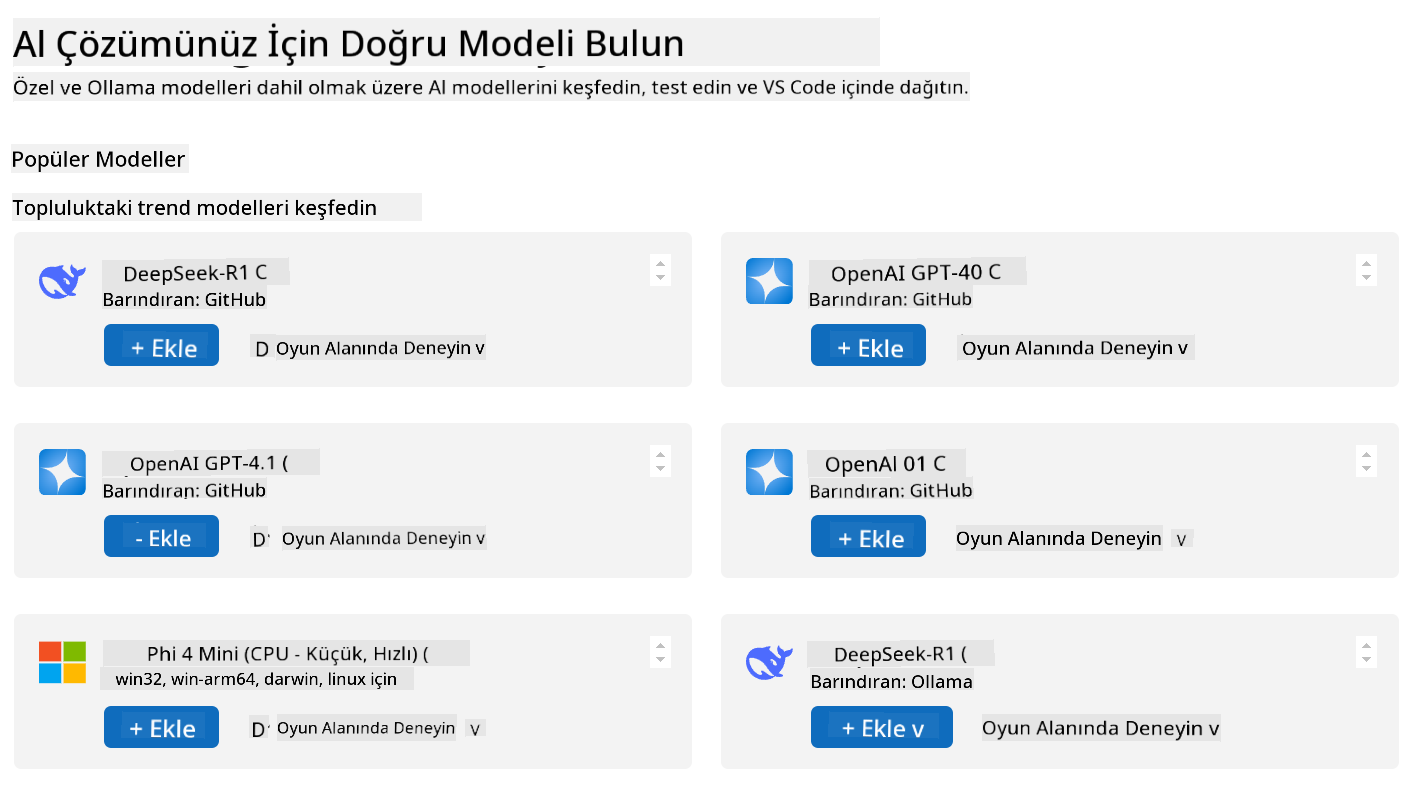 AI Çözümünüz İçin Doğru Modeli Bulun
Özel ve Ollama modelleri dahil olmak üzere AI modellerini keşfedin, test edin ve VS Code içinde dağıtın.
Popüler Modeller
Topluluktaki trend modelleri keşfedin
DeepSeek-R1 C
Barındıran: GitHub
+ Ekle
D Oyun Alanında Deneyin v
OpenAI GPT-40 C
Barındıran: GitHub
+ Ekle
Oyun Alanında Deneyin v
OpenAI GPT-4.1 (
Barındıran: GitHub
- Ekle
D Oyun Alanında Deneyin v
OpenAI 01 C
Barındıran: GitHub
+ Ekle
Oyun Alanında Deneyin v
Phi 4 Mini (CPU - Küçük, Hızlı) (
win32, win-arm64, darwin, linux için
+ Ekle
D Oyun Alanında Deneyin v
DeepSeek-R1 (
Barındıran: Ollama
+ Ekle v
Oyun Alanında Deneyin v